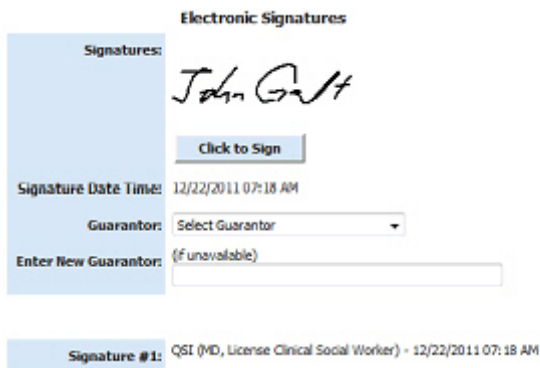 Electronic Signatures
Signatures:
John Galt
Click to Sign
Signature Date Time: 12/22/2011 07:18 AM
Guarantor: Select Guarantor
(if unavailable)
Enter New Guarantor:
Signature #1: QSI (MD, License Clinical Social Worker) - 12/22/2011 07:18 AM